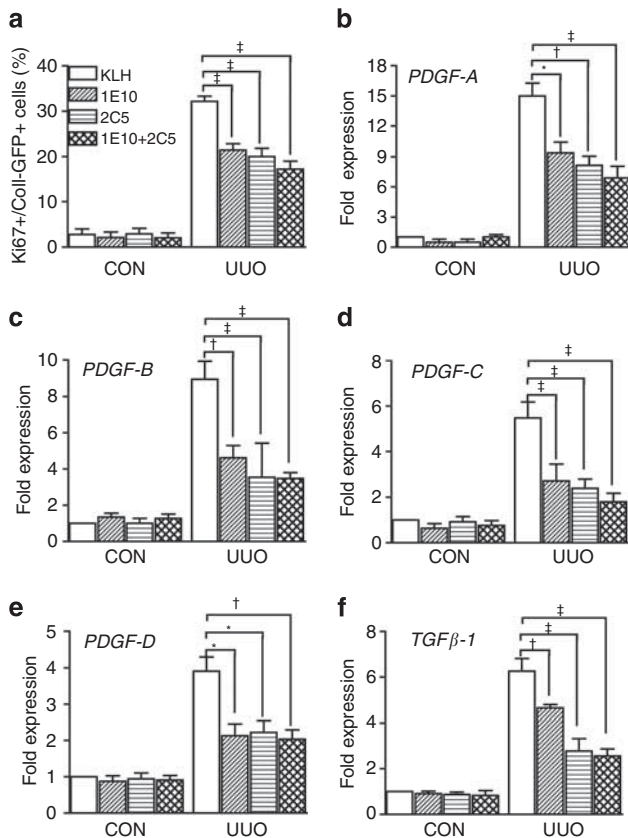 a
Ki67+/Coll-GFP+ cells (%)
40
30
20
10
0
KLH
1E10
2C5
1E10+2C5
‡
‡
‡
CON
UUO
b
Fold expression
18
15
12
9
6
3
0
PDGF-A
‡
†
*
CON
UUO
c
Fold expression
10
8
6
4
2
0
PDGF-B
‡
‡
†
CON
UUO
d
Fold expression
8
6
4
2
0
PDGF-C
‡
‡
‡
CON
UUO
e
Fold expression
5
4
3
2
1
0
PDGF-D
†
*
*
CON
UUO
f
Fold expression
8
6
4
2
0
TGFβ-1
‡
‡
†
CON
UUO